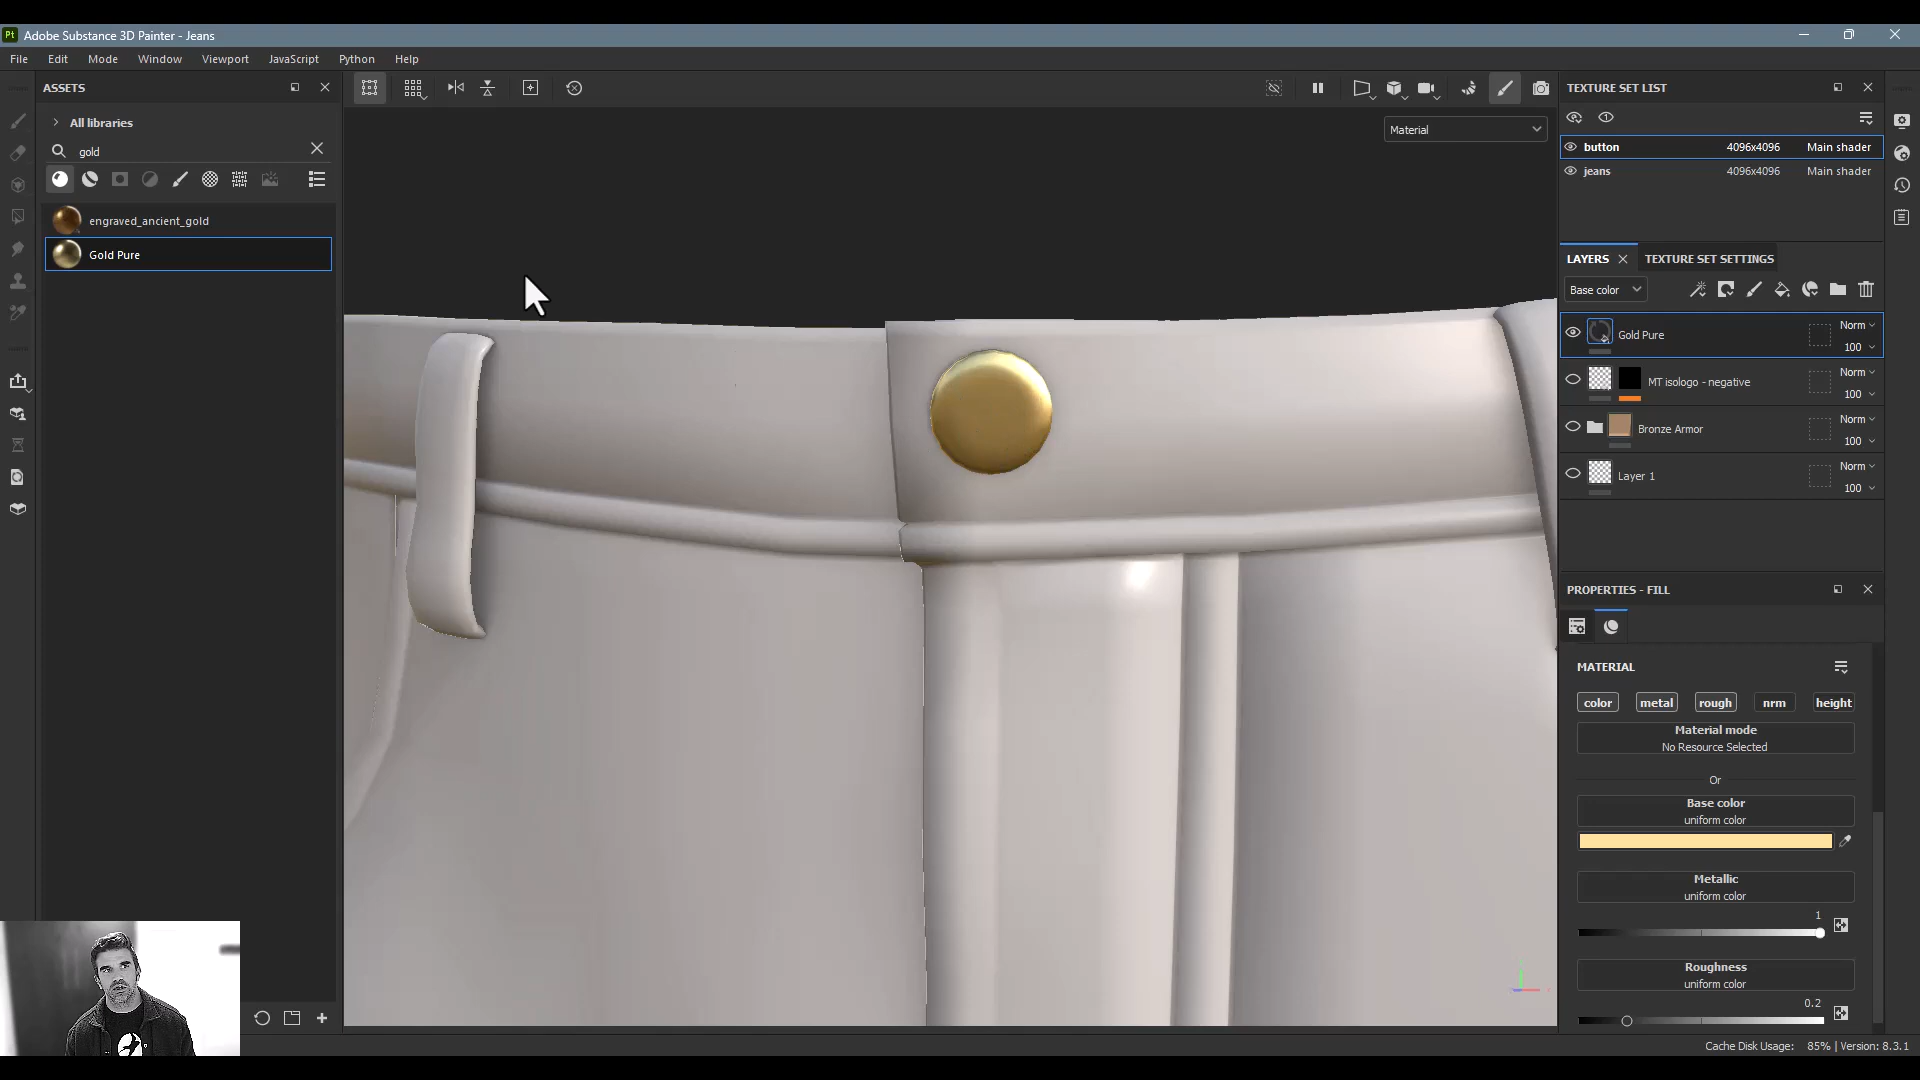 Pt Adobe Substance 3D Painter - Jeans
File Edit Mode Window Viewport JavaScript Python Help
ASSETS
All libraries
gold
engraved_ancient_gold
Gold Pure
Material
TEXTURE SET LIST
button 4096x4096 Main shader
jeans 4096x4096 Main shader
LAYERS TEXTURE SET SETTINGS
Base color
Gold Pure Norm 100
MT isologo - negative Norm 100
Bronze Armor Norm 100
Layer 1 Norm 100
PROPERTIES - FILL
MATERIAL
color metal rough nrm height
Material mode
No Resource Selected
Or
Base color
uniform color
Metallic
uniform color
1
Roughness
uniform color
0.2
Cache Disk Usage: 85% | Version: 8.3.1